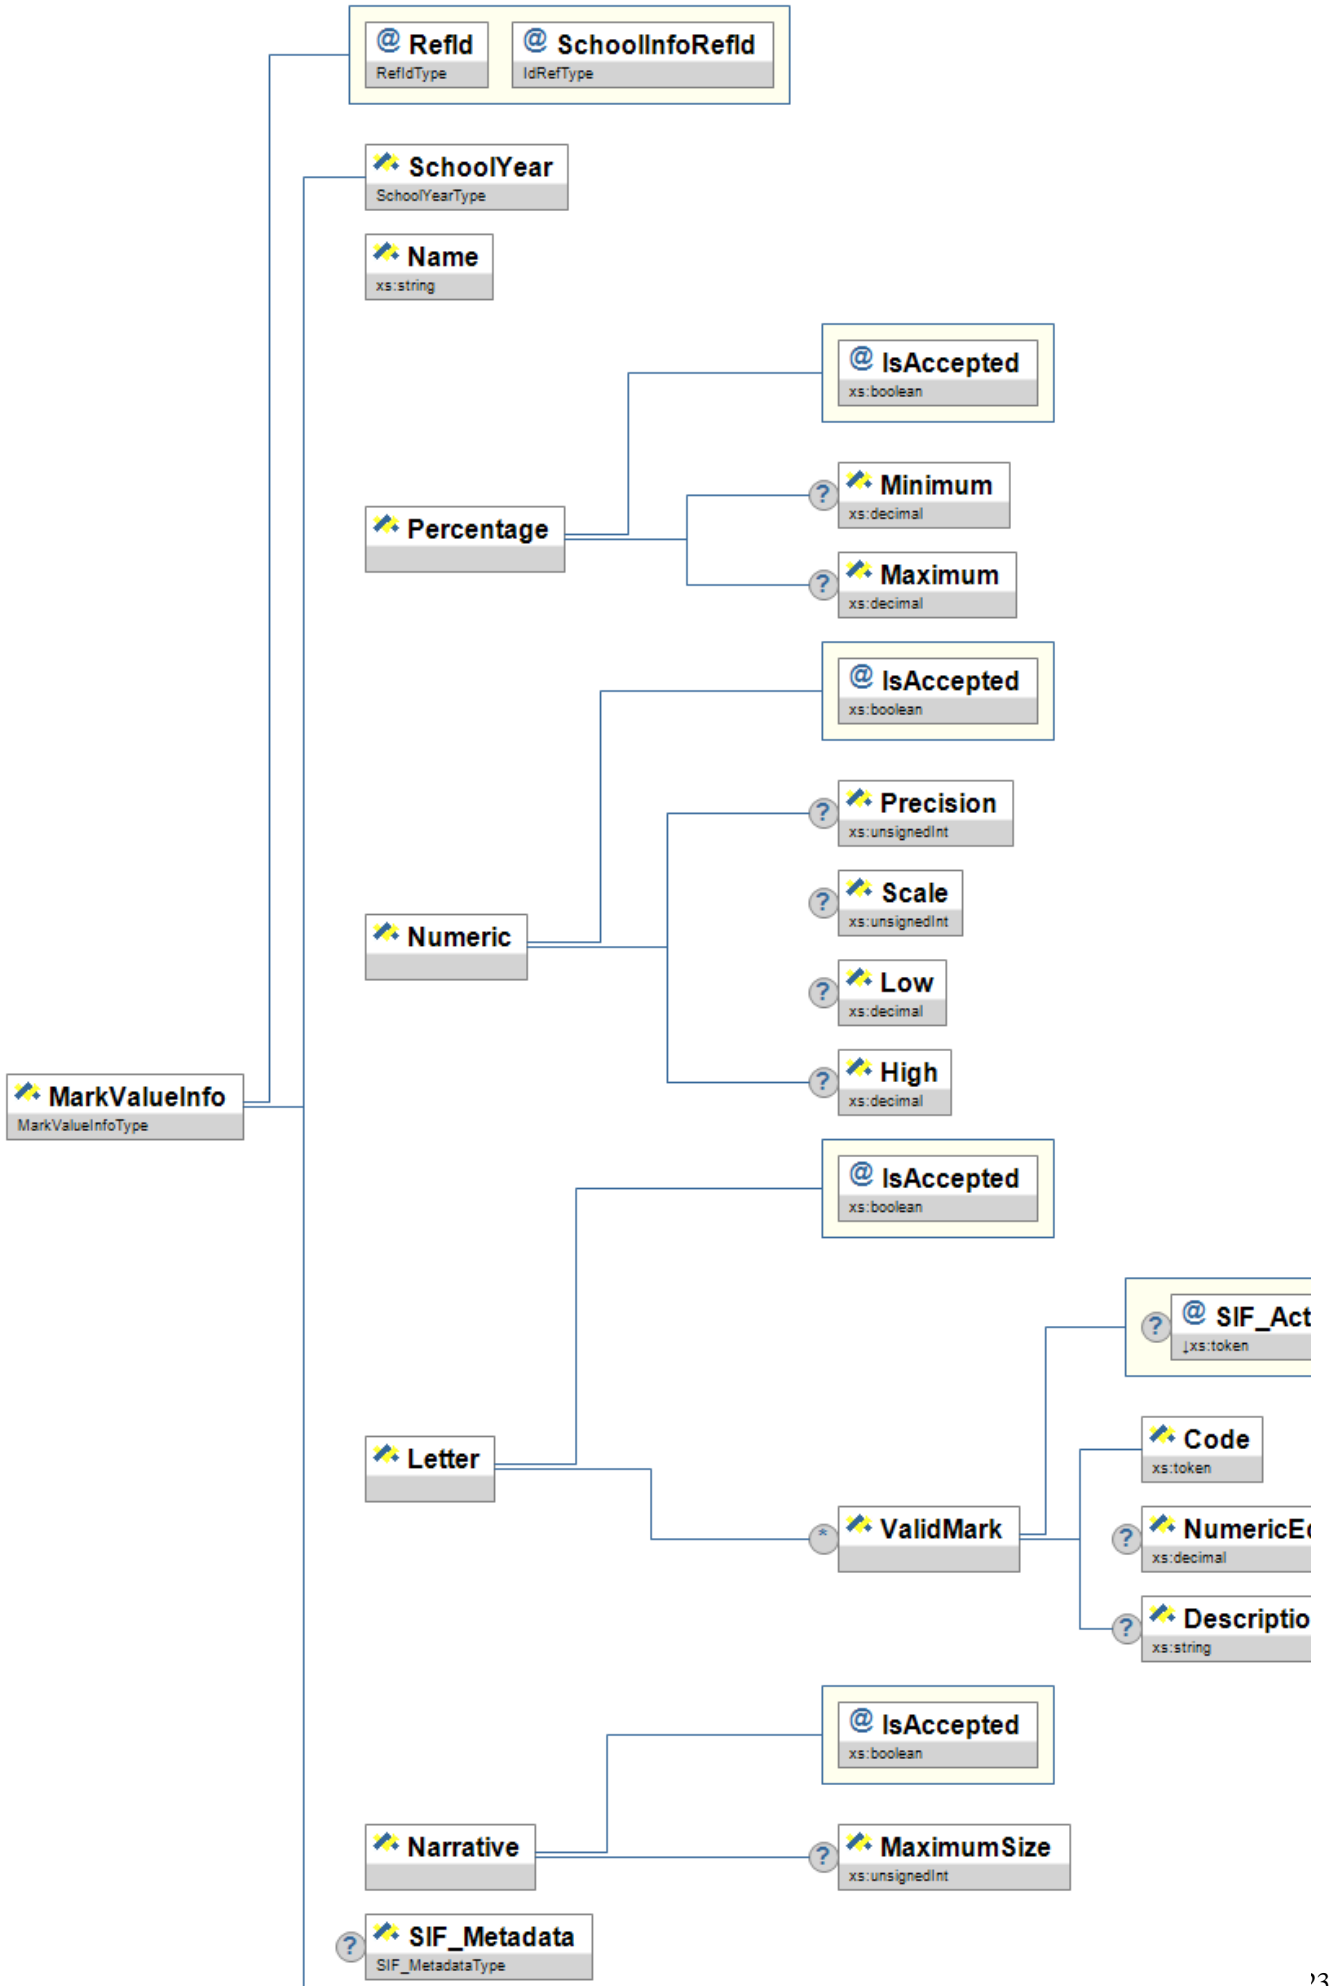 @ RefId
RefIdType
@ SchoolInfoRefId
IdRefType
SchoolYear
SchoolYearType
Name
xs:string
@ IsAccepted
xs:boolean
? Minimum
xs:decimal
Percentage
? Maximum
xs:decimal
@ IsAccepted
xs:boolean
? Precision
xs:unsignedInt
? Scale
xs:unsignedInt
Numeric
? Low
xs:decimal
? High
xs:decimal
MarkValueInfo
MarkValueInfoType
@ IsAccepted
xs:boolean
? @ SIF_Act
↓xs:token
Code
xs:token
Letter
* ValidMark
? NumericE
xs:decimal
? Descriptio
xs:string
@ IsAccepted
xs:boolean
Narrative
? MaximumSize
xs:unsignedInt
? SIF_Metadata
SIF_MetadataType
23